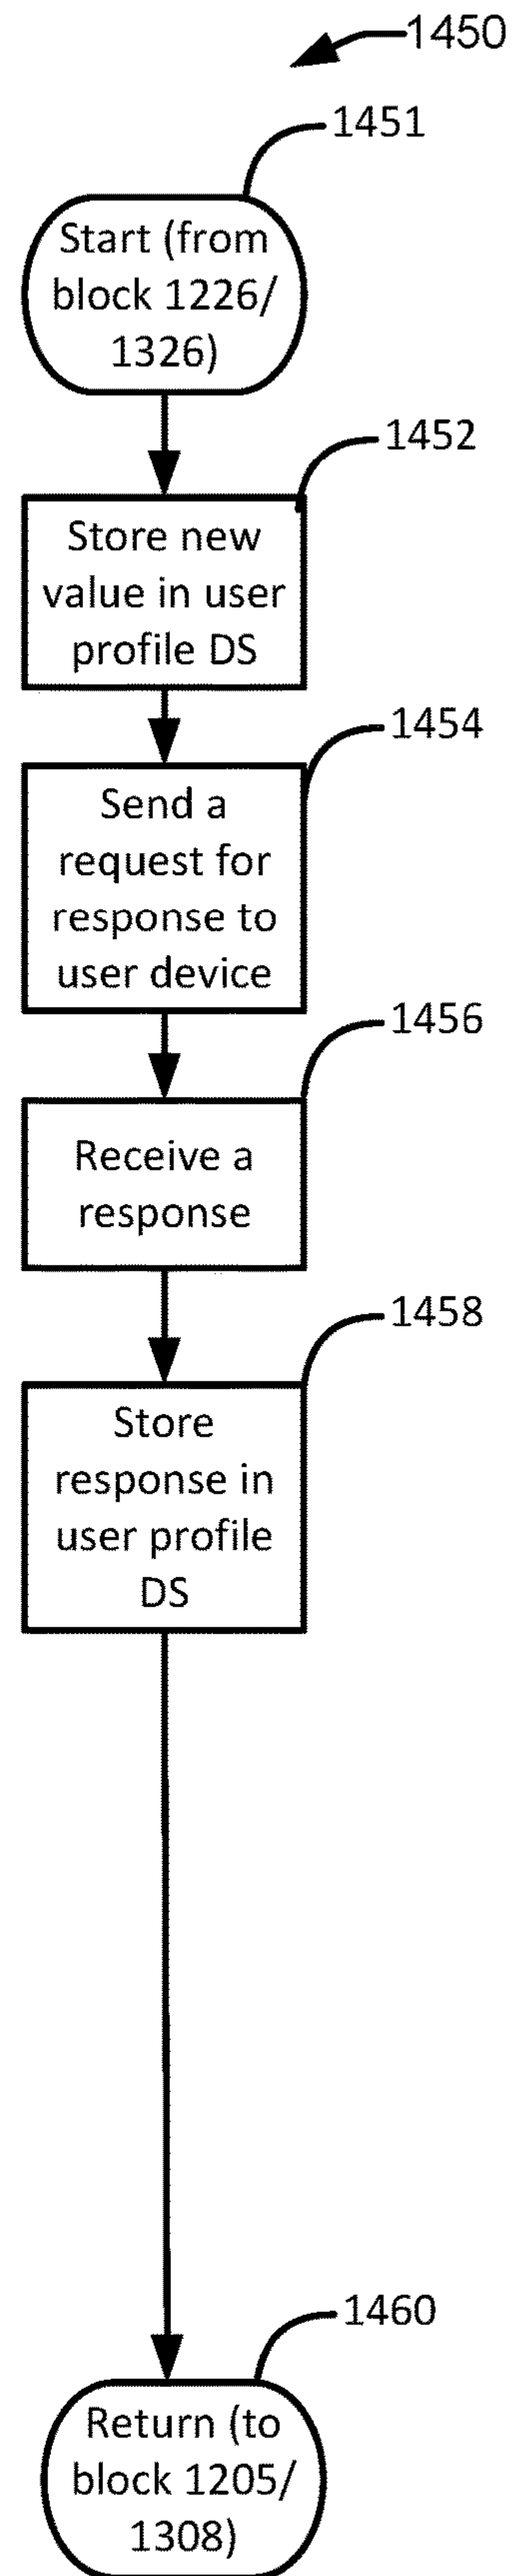 1450
1451
Start (from
block 1226/
1326)
1452
Store new
value in user
profile DS
1454
Send a
request for
response to
user device
1456
Receive a
response
1458
Store
response in
user profile
DS
1460
Return (to
block 1205/
1308)